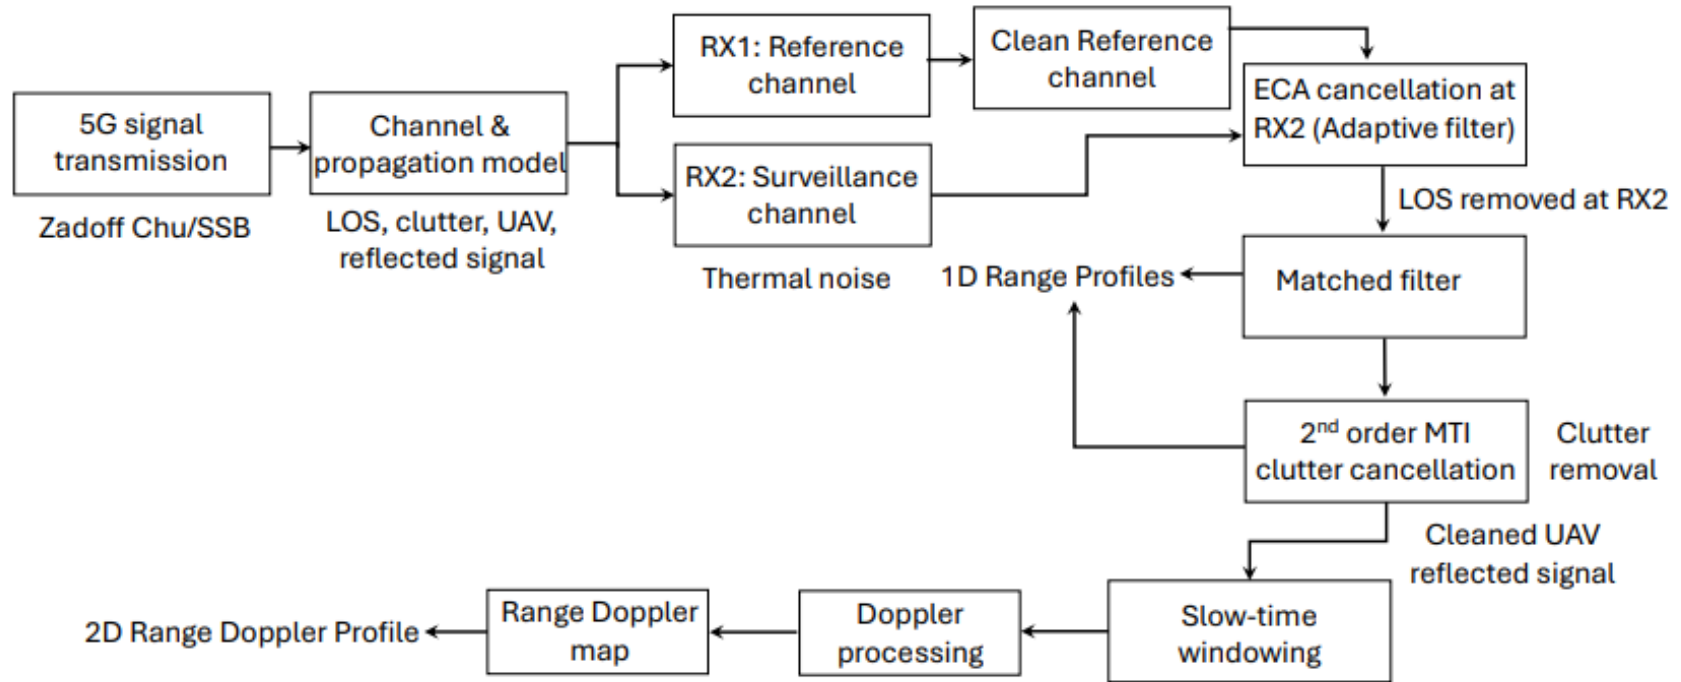 5G signal
transmission
Zadoff Chu/SSB
Channel &
propagation model
LOS, clutter, UAV,
reflected signal
RX1: Reference
channel
Clean Reference
channel
RX2: Surveillance
channel
Thermal noise
ECA cancellation at
RX2 (Adaptive filter)
LOS removed at RX2
Matched filter
1D Range Profiles
2nd order MTI
clutter cancellation
Clutter
removal
Cleaned UAV
reflected signal
Slow-time
windowing
Doppler
processing
Range Doppler
map
2D Range Doppler Profile